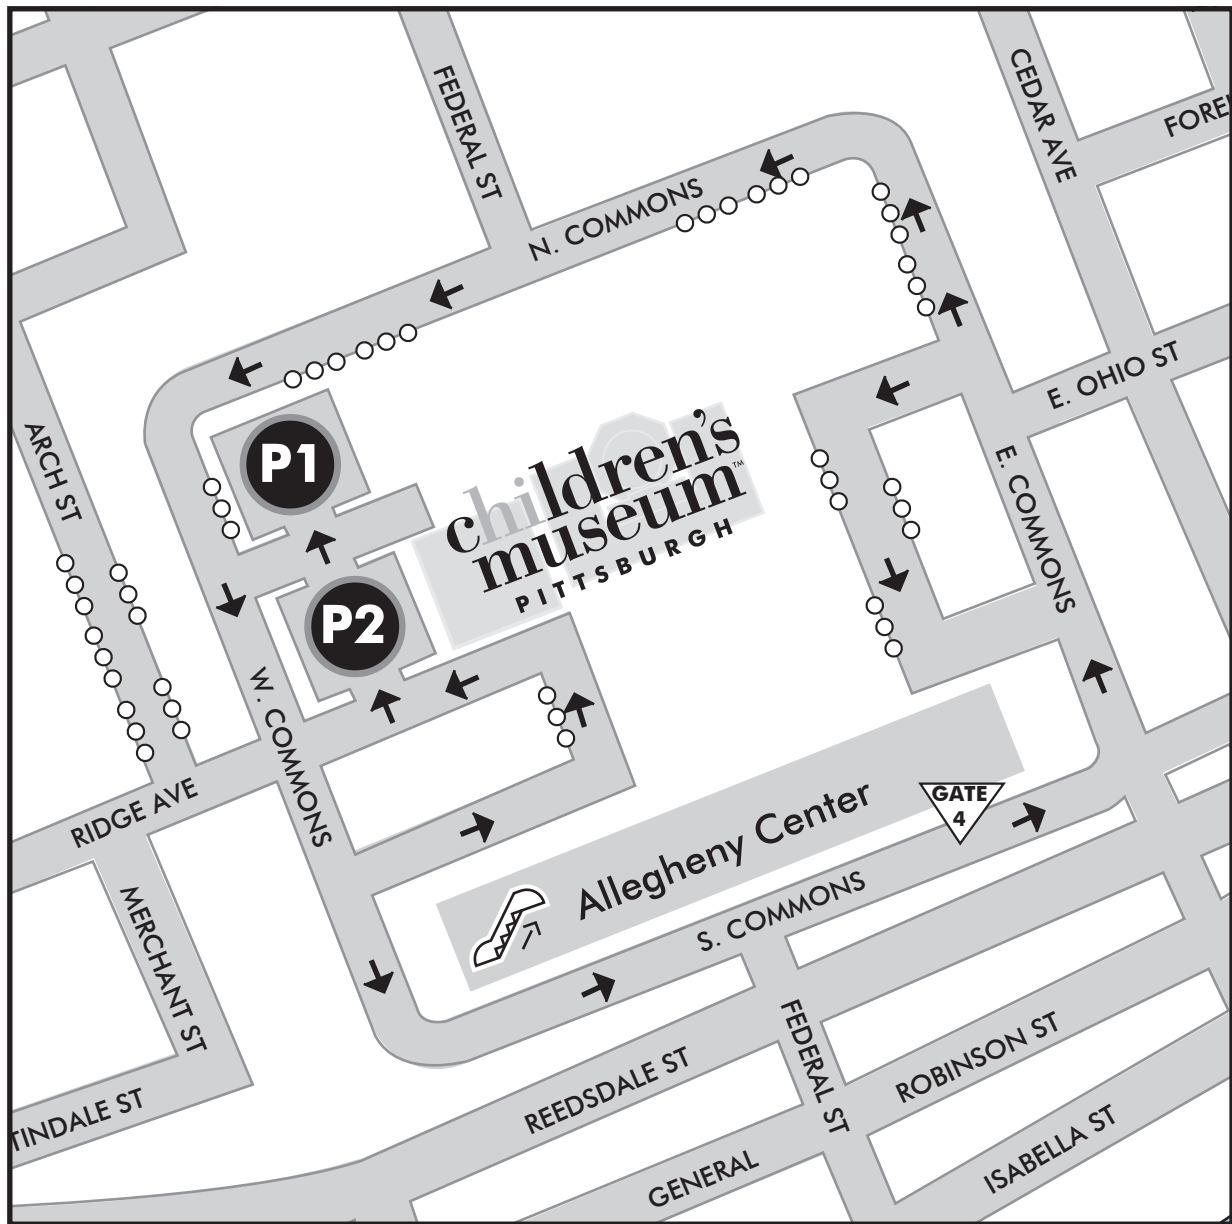 FEDERAL ST
CEDAR AVE
FORE
N. COMMONS
E. OHIO ST
ARCH ST
P1
children's
museum™
PITTSBURGH
E. COMMONS
P2
W. COMMONS
RIDGE AVE
GATE
4
Allegheny Center
MERCHANT ST
S. COMMONS
FEDERAL ST
ROBINSON ST
REEDSDALE ST
TINDALE ST
ISABELLA ST
GENERAL